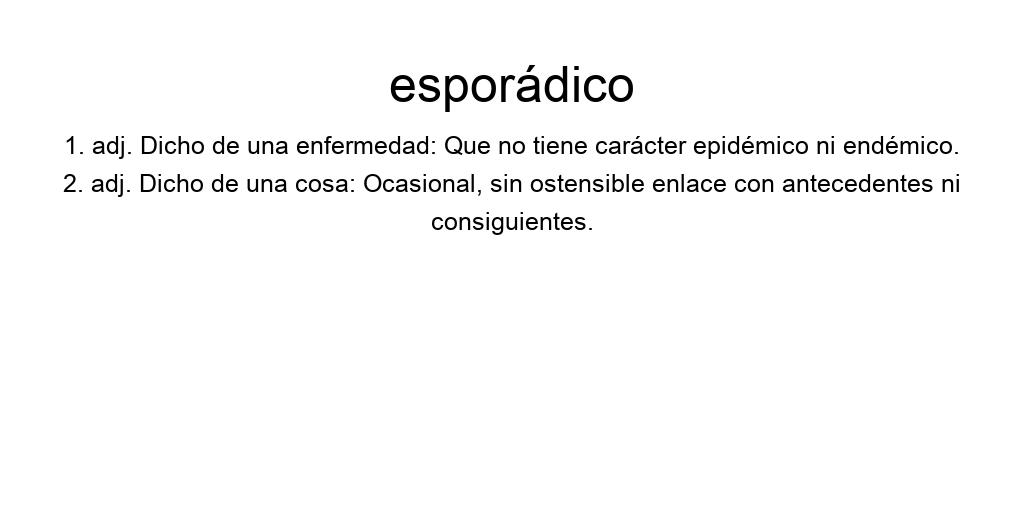 esporádico
1. adj. Dicho de una enfermedad: Que no tiene carácter epidémico ni endémico.
2. adj. Dicho de una cosa: Ocasional, sin ostensible enlace con antecedentes ni
consiguientes.